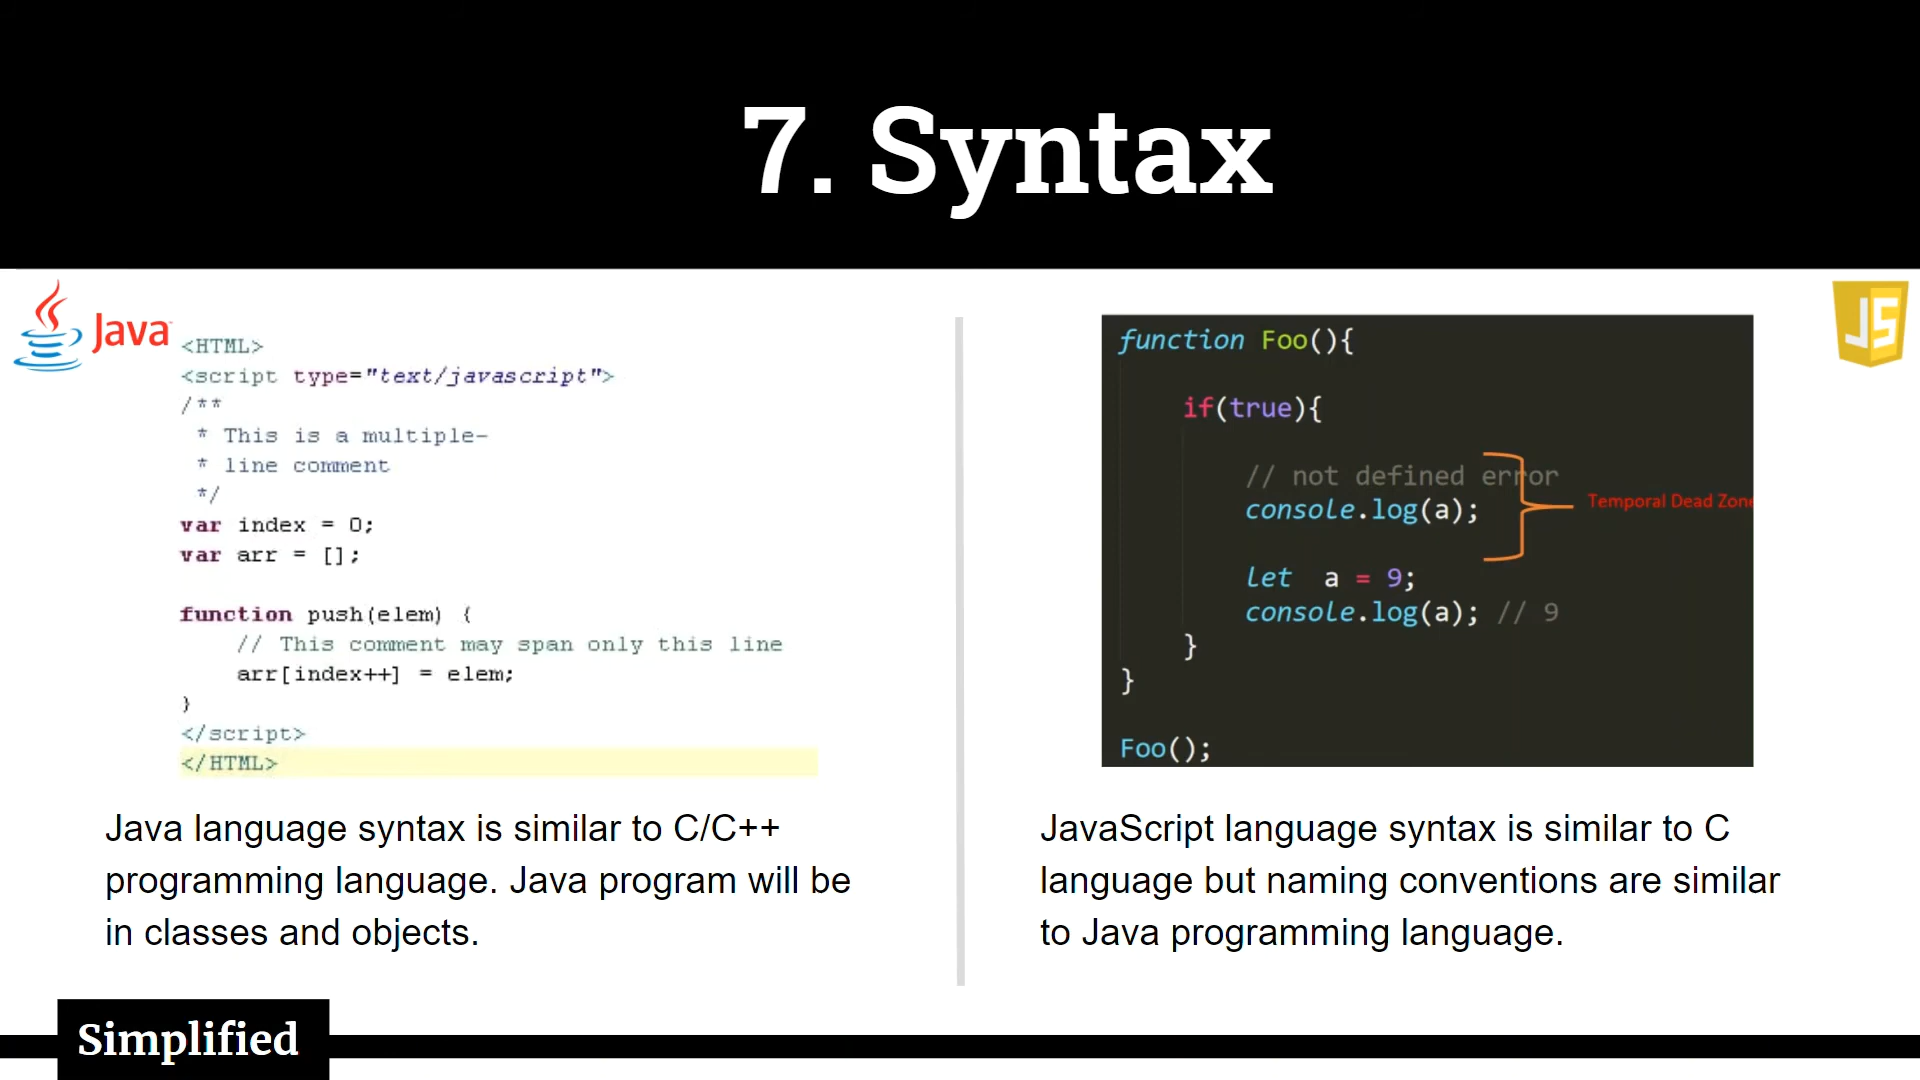 7. Syntax
Java
<HTML>
<script type="text/javascript">
/**
 * This is a multiple-
 * line comment
 */
var index = 0;
var arr = [];
function push(elem) {
    // This comment may span only this line
    arr[index++] = elem;
}
</script>
</HTML>
Java language syntax is similar to C/C++
programming language. Java program will be
in classes and objects.
JS
function Foo(){
    if(true){
        // not defined error
        console.log(a);
Temporal Dead Zone
        let  a = 9;
        console.log(a); // 9
    }
}
Foo();
JavaScript language syntax is similar to C
language but naming conventions are similar
to Java programming language.
Simplified